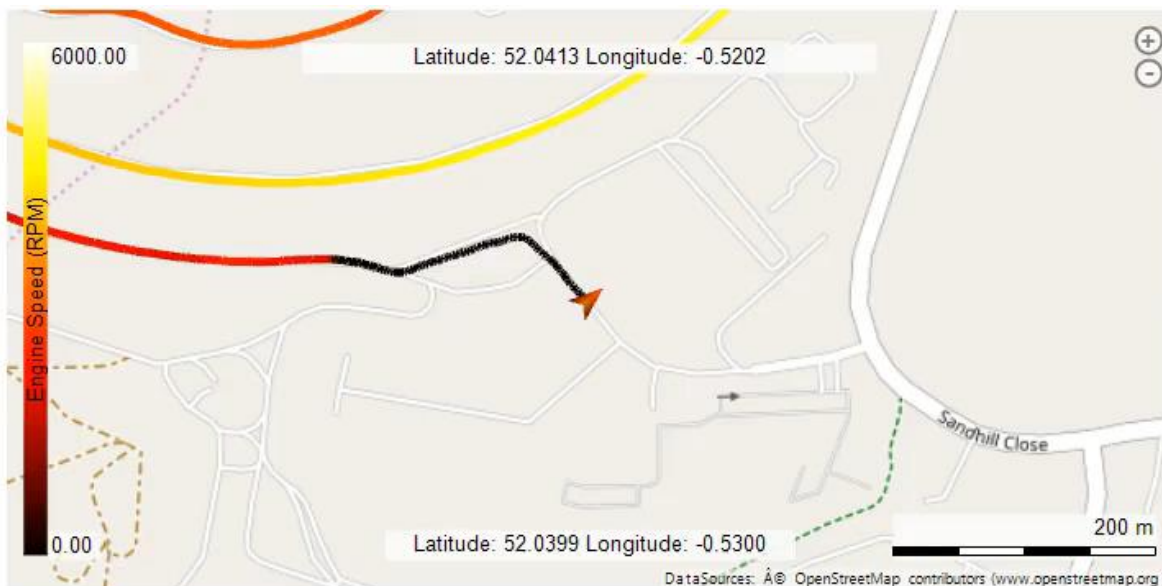 6000.00
Latitude: 52.0413 Longitude: -0.5202
+
-
Engine Speed (RPM)
Sandhill Close
0.00
Latitude: 52.0399 Longitude: -0.5300
200 m
DataSources: Â© OpenStreetMap contributors (www.openstreetmap.org